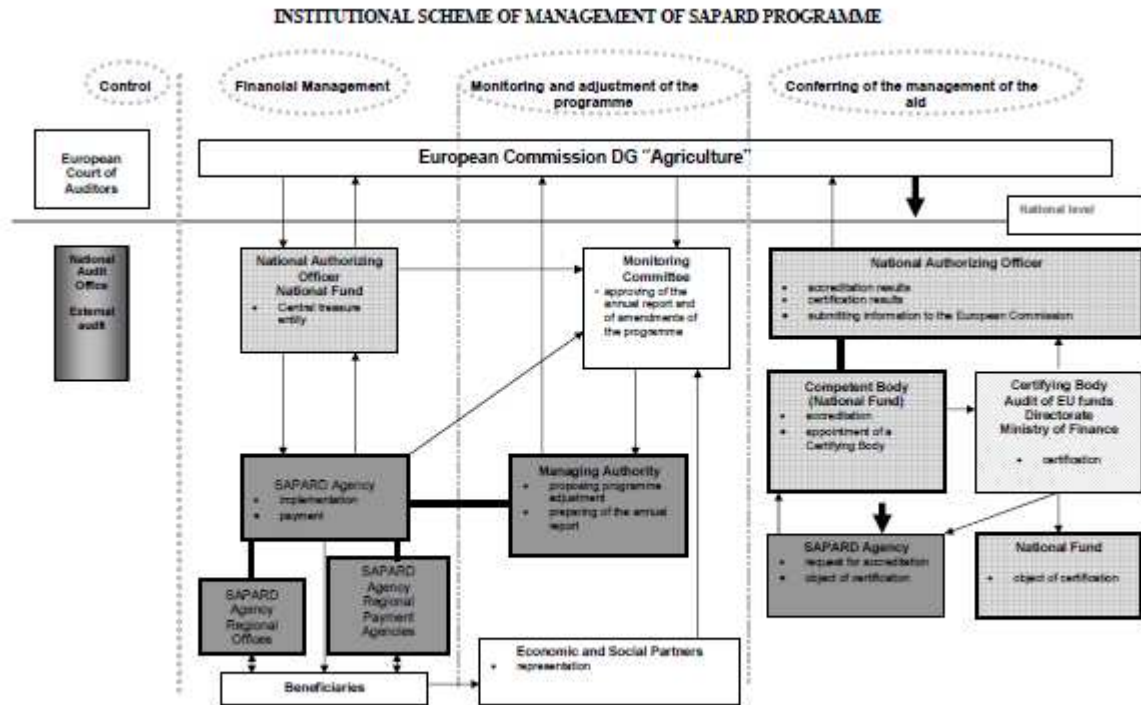 INSTITUTIONAL SCHEME OF MANAGEMENT OF SAPARD PROGRAMME
Control
Financial Management
Monitoring and adjustment of the
programme
Conferring of the management of the
aid
European
Court of
Auditors
European Commission DG "Agriculture"
National level
National
Audit
Office
External
audit
National Authorizing
Officer
National Fund
• Central treasure
entity
Monitoring
Committee
• approving of the
annual report and
of amendments of
the programme
National Authorizing Officer
• accreditation results
• certification results
• submitting information to the European Commission
Competent Body
(National Fund)
• accreditation
• appointment of a
Certifying Body
Certifying Body
Audit of EU funds
Directorate
Ministry of Finance
• certification
SAPARD Agency
• implementation
• payment
Managing Authority
• proposing programme
adjustment
• preparing of the annual
report
SAPARD Agency
• request for accreditation
• object of certification
National Fund
• object of certification
SAPARD
Agency
Regional
Offices
SAPARD
Agency
Regional
Payment
Agencies
Economic and Social Partners
• representation
Beneficiaries